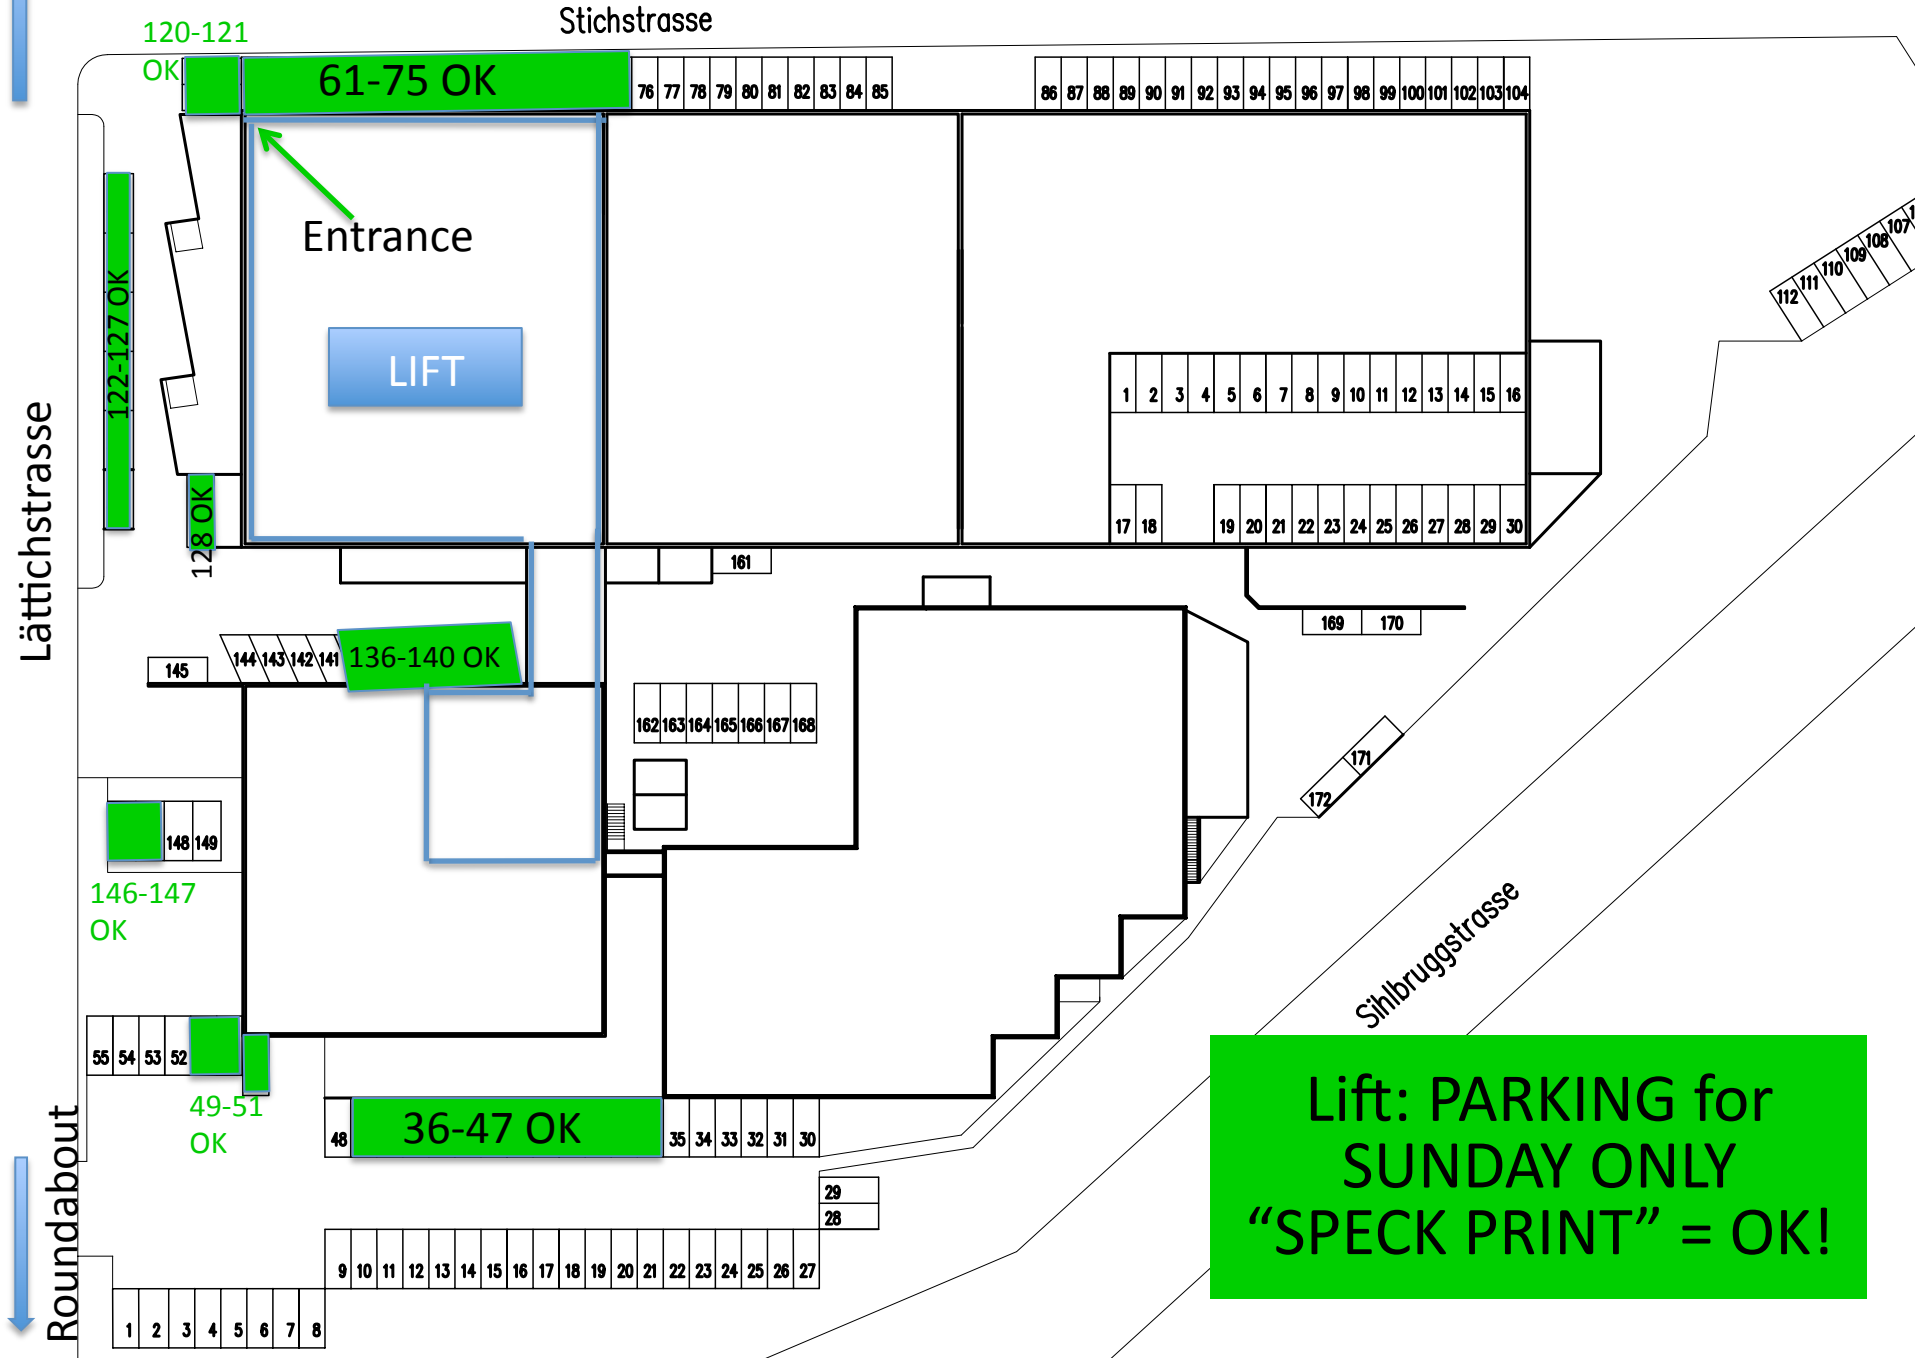 Stichstrasse
120-121
OK
61-75 OK
76 77 78 79 80 81 82 83 84 85
86 87 88 89 90 91 92 93 94 95 96 97 98 99 100 101 102 103 104
Entrance
122-127 OK
LIFT
107
108
109
110
111
112
1 2 3 4 5 6 7 8 9 10 11 12 13 14 15 16
17 18 19 20 21 22 23 24 25 26 27 28 29 30
128 OK
Lättichstrasse
161
169 170
144 143 142 141
136-140 OK
145
162 163 164 165 166 167 168
171
172
148 149
146-147
OK
Sihlbruggstrasse
55 54 53 52
49-51
OK
48
36-47 OK
35 34 33 32 31 30
29
28
Roundabout
9 10 11 12 13 14 15 16 17 18 19 20 21 22 23 24 25 26 27
1 2 3 4 5 6 7 8
Lift: PARKING for
SUNDAY ONLY
“SPECK PRINT” = OK!